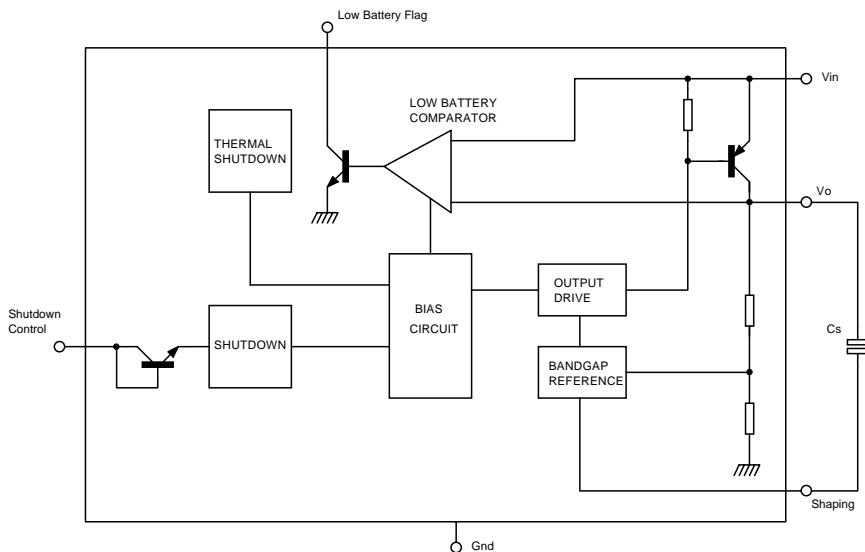 Low Battery Flag
Vin
LOW BATTERY
COMPARATOR
THERMAL
SHUTDOWN
Vo
Shutdown
Control
SHUTDOWN
BIAS
CIRCUIT
OUTPUT
DRIVE
BANDGAP
REFERENCE
Cs
Shaping
Gnd